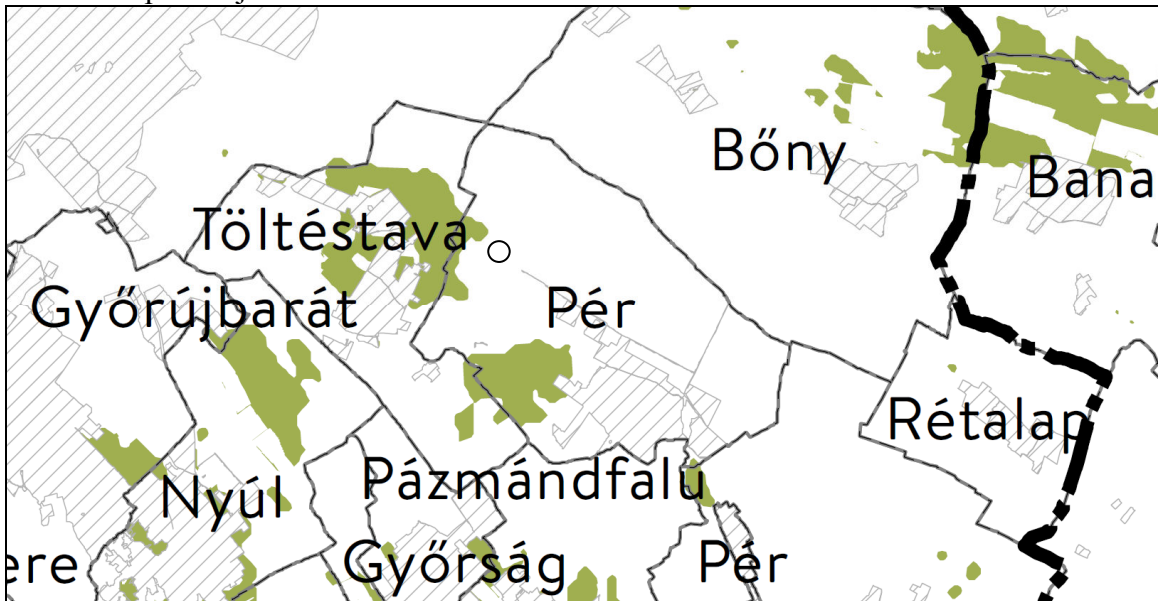 Bőny
Bana
Töltéstava
Győrújbarát
Pér
Rétalap
Pázmándfalu
Nyúl
Győrság
Pér
ere